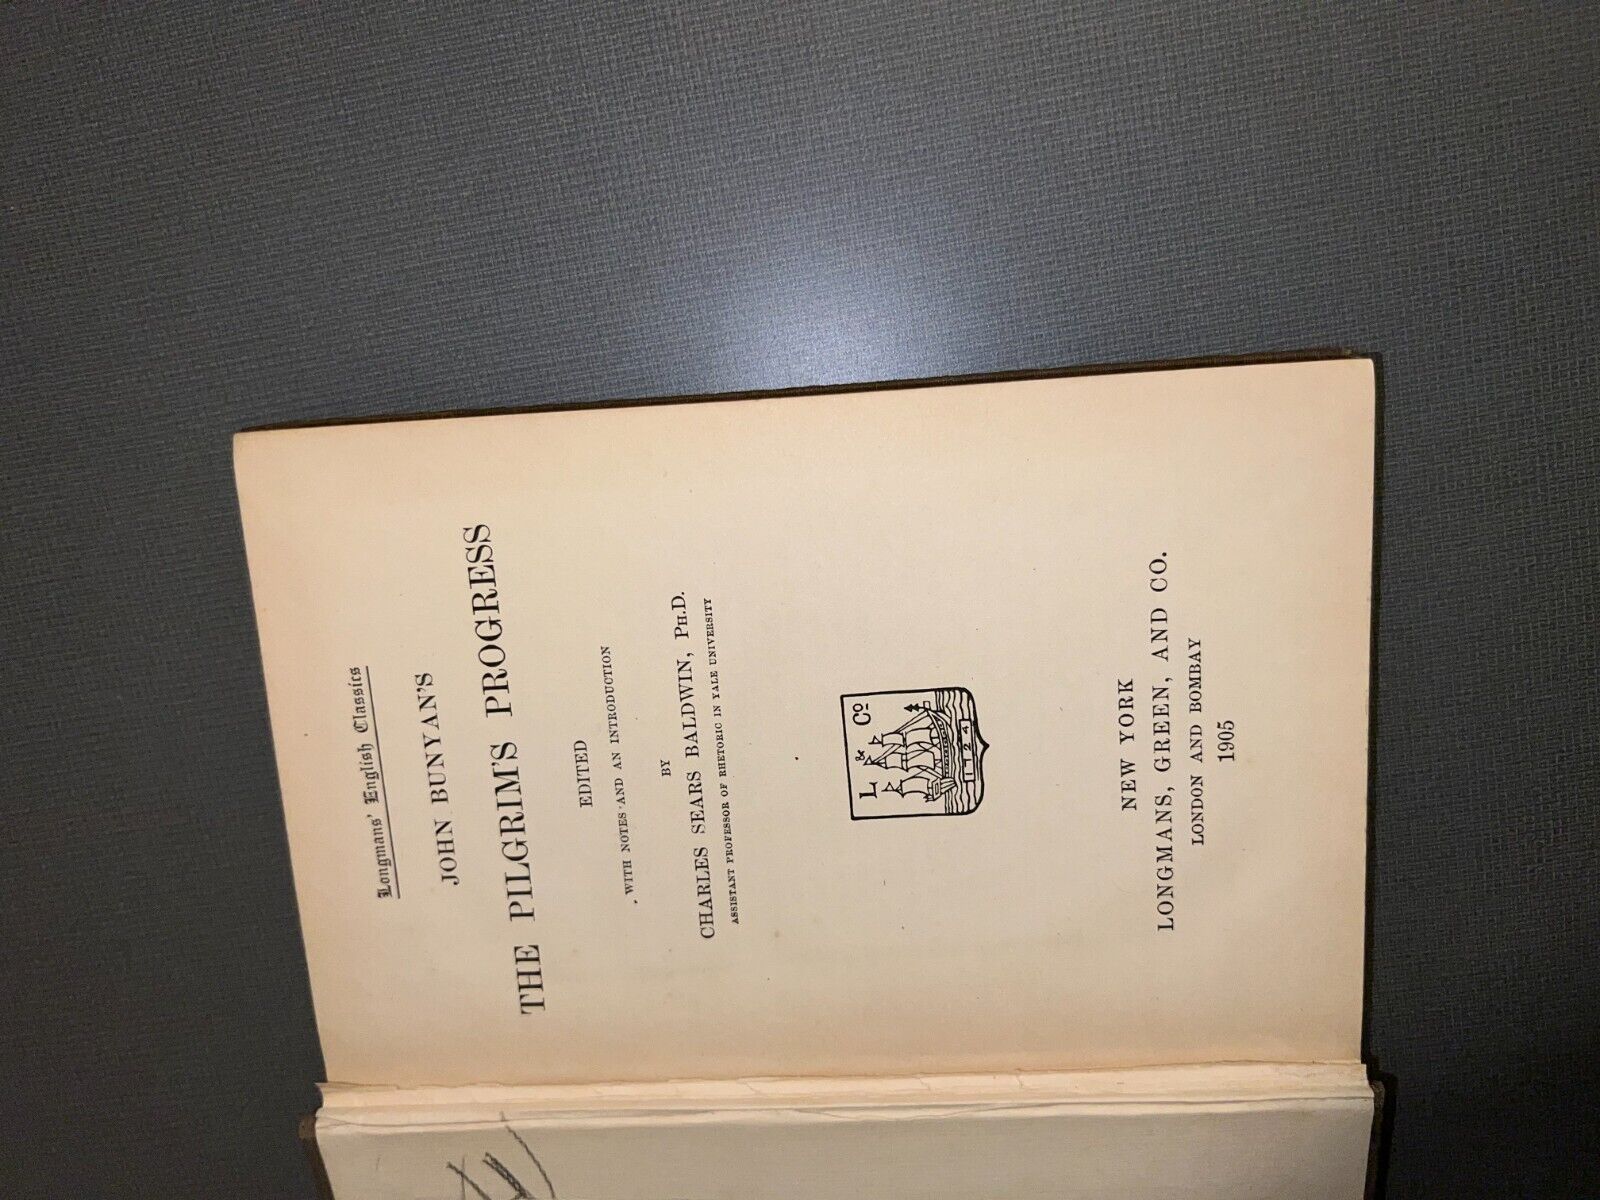 Longmans' English Classics
JOHN BUNYAN'S
THE PILGRIM'S PROGRESS
EDITED
WITH NOTES AND AN INTRODUCTION
BY
CHARLES SEARS BALDWIN, PH.D.
ASSISTANT PROFESSOR OF RHETORIC IN YALE UNIVERSITY
L & Co
1724
NEW YORK
LONGMANS, GREEN, AND CO.
LONDON AND BOMBAY
1905